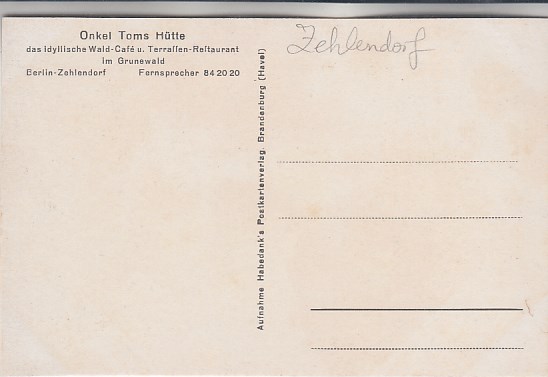 Onkel Toms Hütte
das idyllische Wald-Café u. Terrassen-Restaurant
im Grunewald
Berlin-Zehlendorf Fernsprecher 84 20 20
Aufnahme Habedank's Postkartenverlag, Brandenburg (Havel)
Zehlendorf